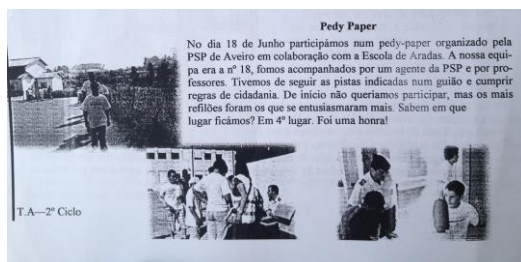 Pedy Paper
No dia 18 de Junho participámos num pedy-paper organizado pela
PSP de Aveiro em colaboração com a Escola de Aradas. A nossa equi-
pa era a nº 18, fomos acompanhados por um agente da PSP e por pro-
fessores. Tivemos de seguir as pistas indicadas num guião e cumprir
regras de cidadania. De início não queriamos participar, mas os mais
refilões foram os que se entusiasmaram mais. Sabem em que
lugar ficámos? Em 4º lugar. Foi uma honra!
T.A—2º Ciclo